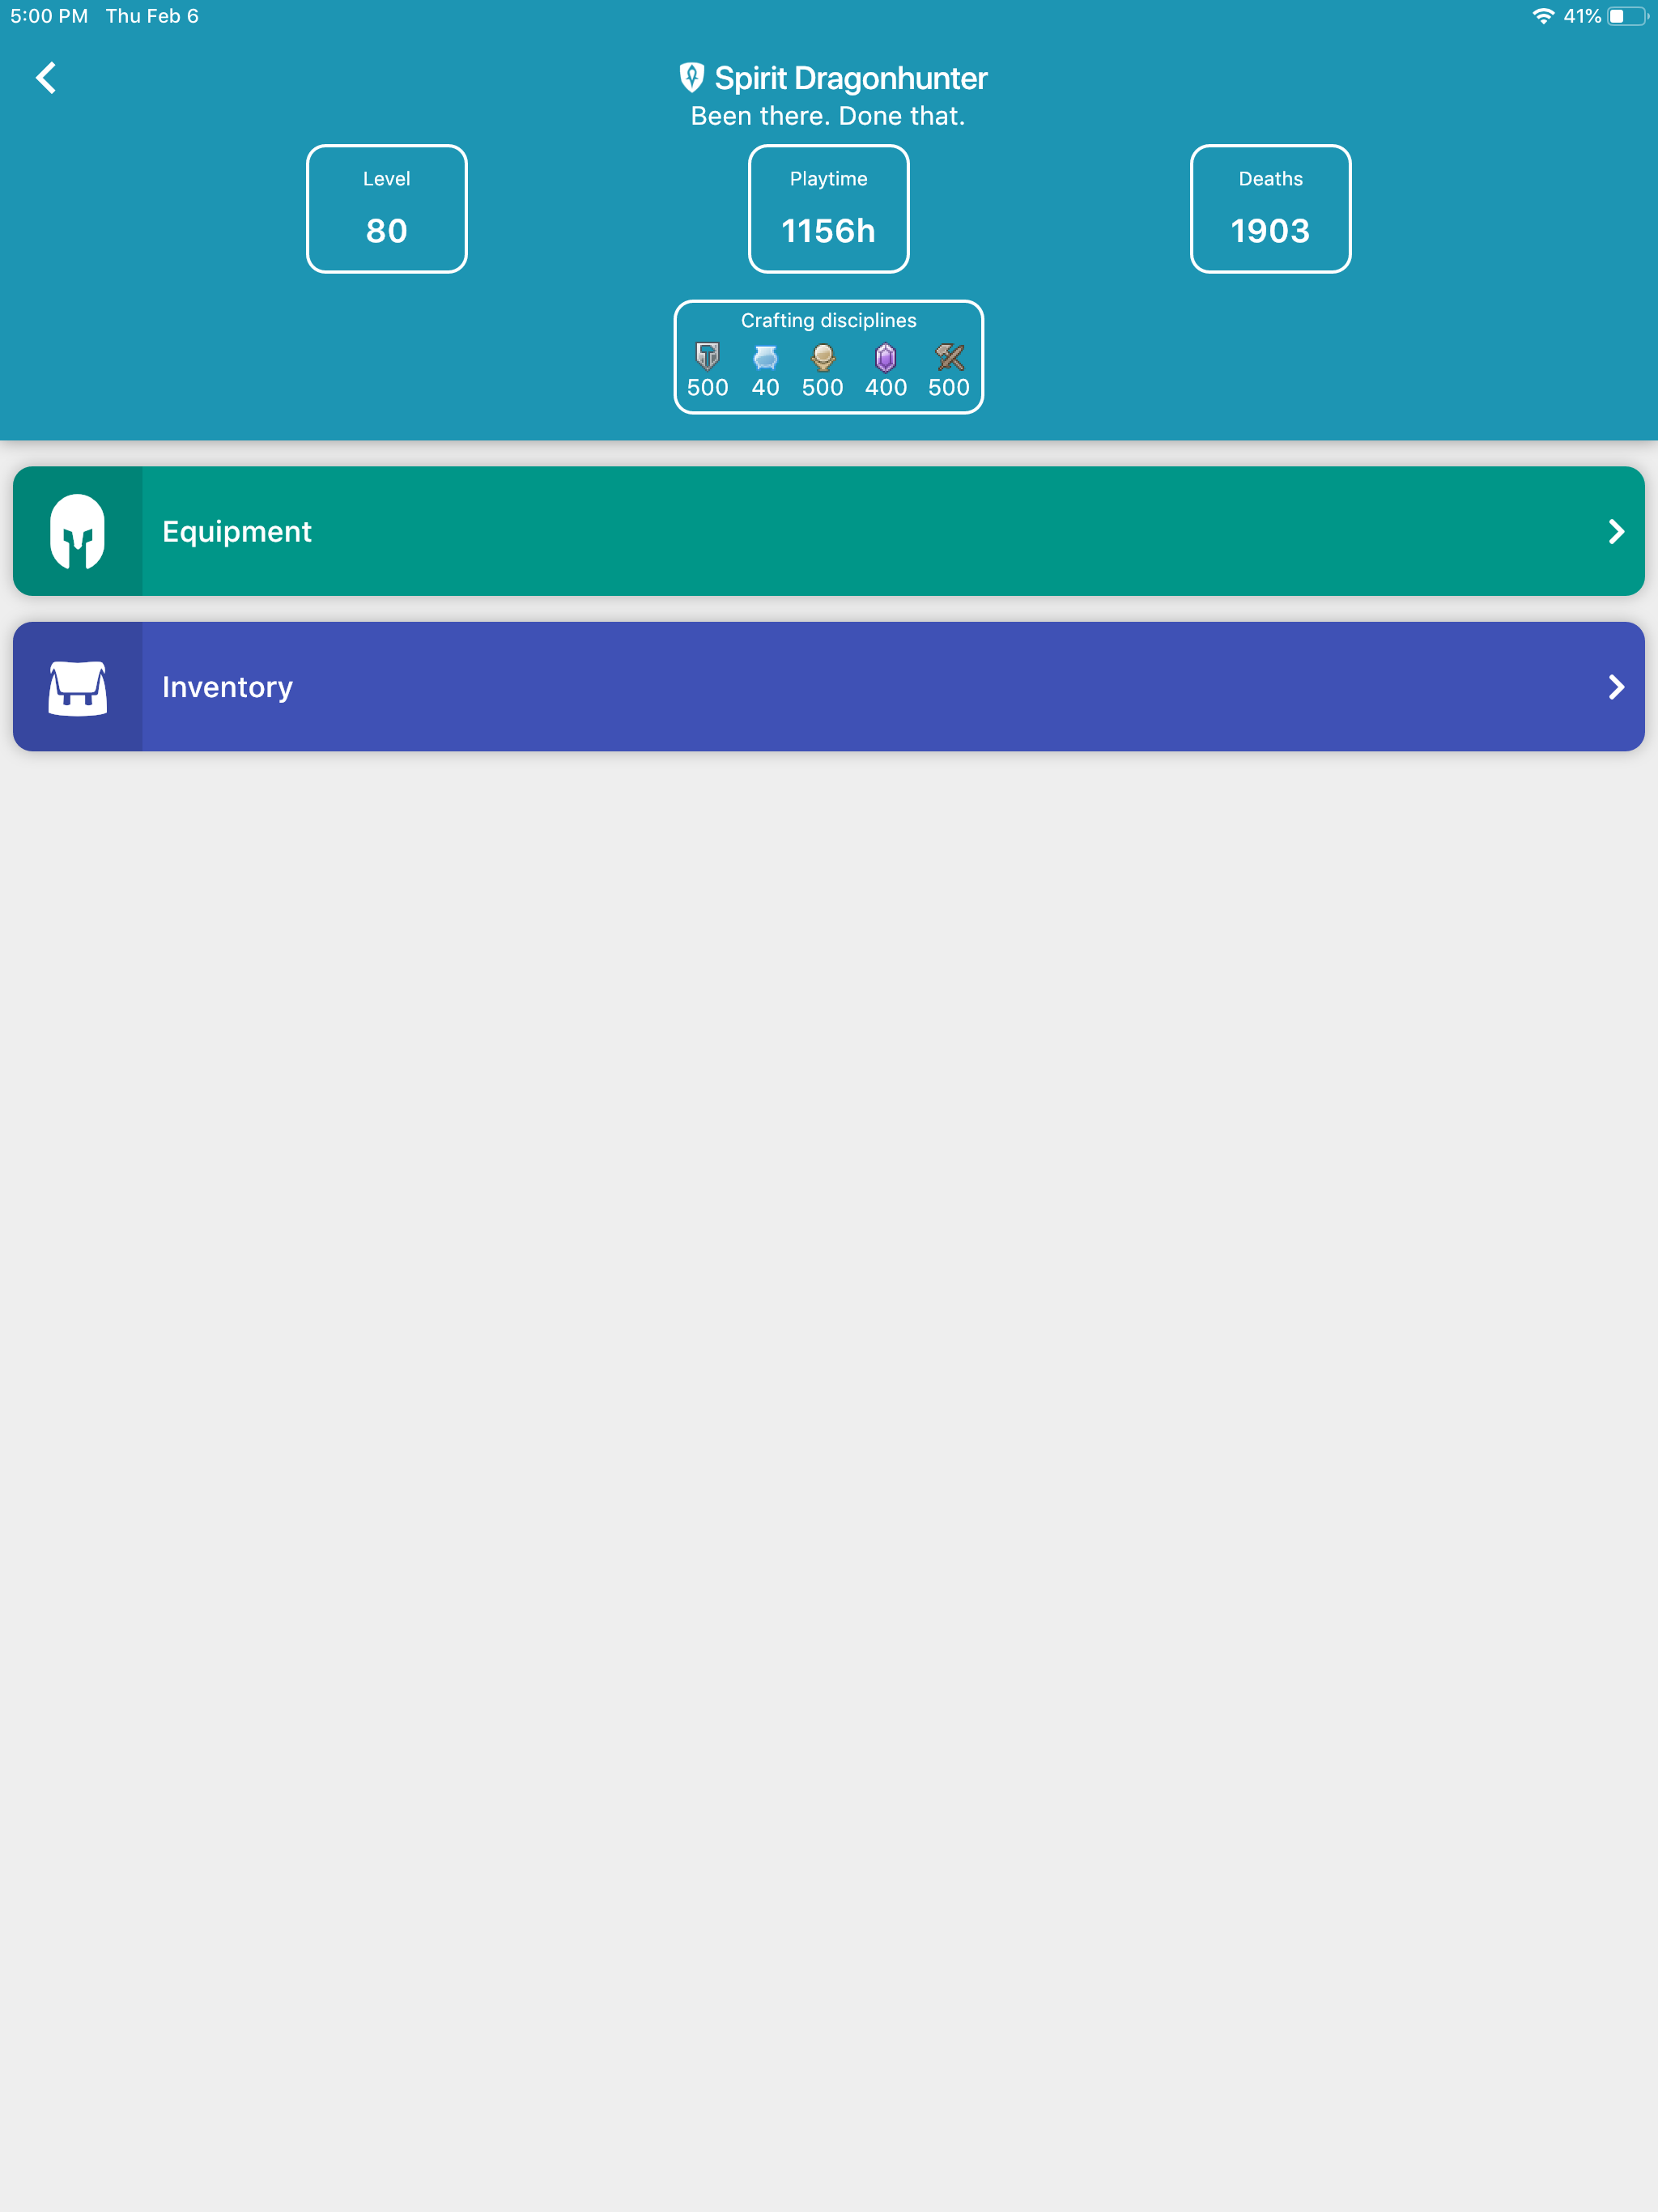 5:00 PM Thu Feb 6 41%
Spirit Dragonhunter
Been there. Done that.
Level Playtime Deaths
80 1156h 1903
Crafting disciplines
500 40 500 400 500
Equipment
Inventory